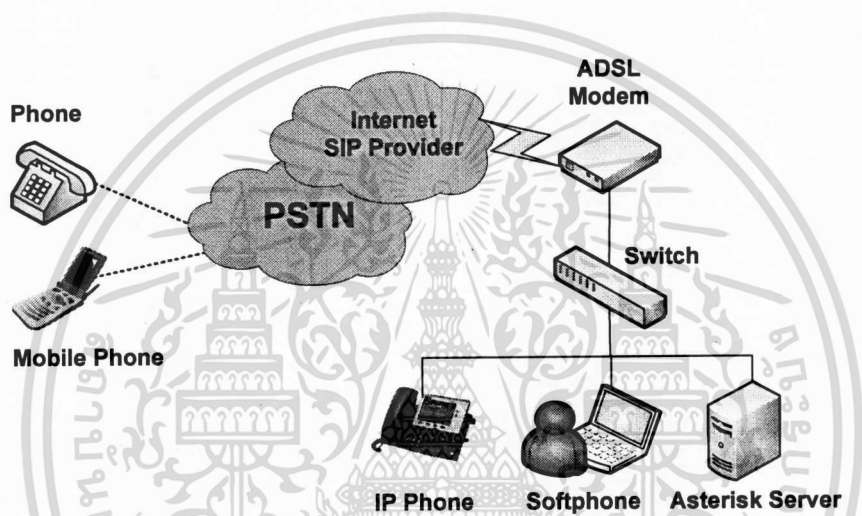 ADSL
Modem
Phone
Internet
SIP Provider
PSTN
Switch
Mobile Phone
IP Phone
Softphone
Asterisk Server